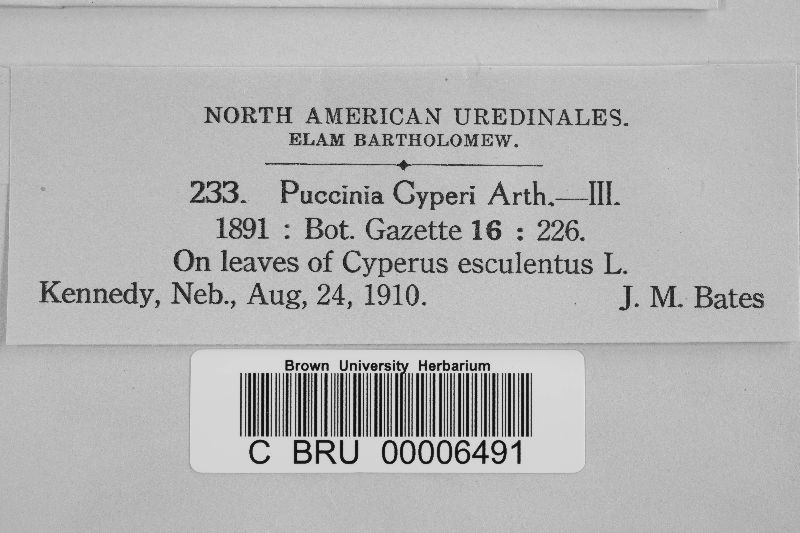 NORTH AMERICAN UREDINALES.
ELAM BARTHOLOMEW.
233. Puccinia Cyperi Arth.—III.
1891 : Bot. Gazette 16 : 226.
On leaves of Cyperus esculentus L.
Kennedy, Neb., Aug, 24, 1910. J. M. Bates
Brown University Herbarium
C BRU 00006491